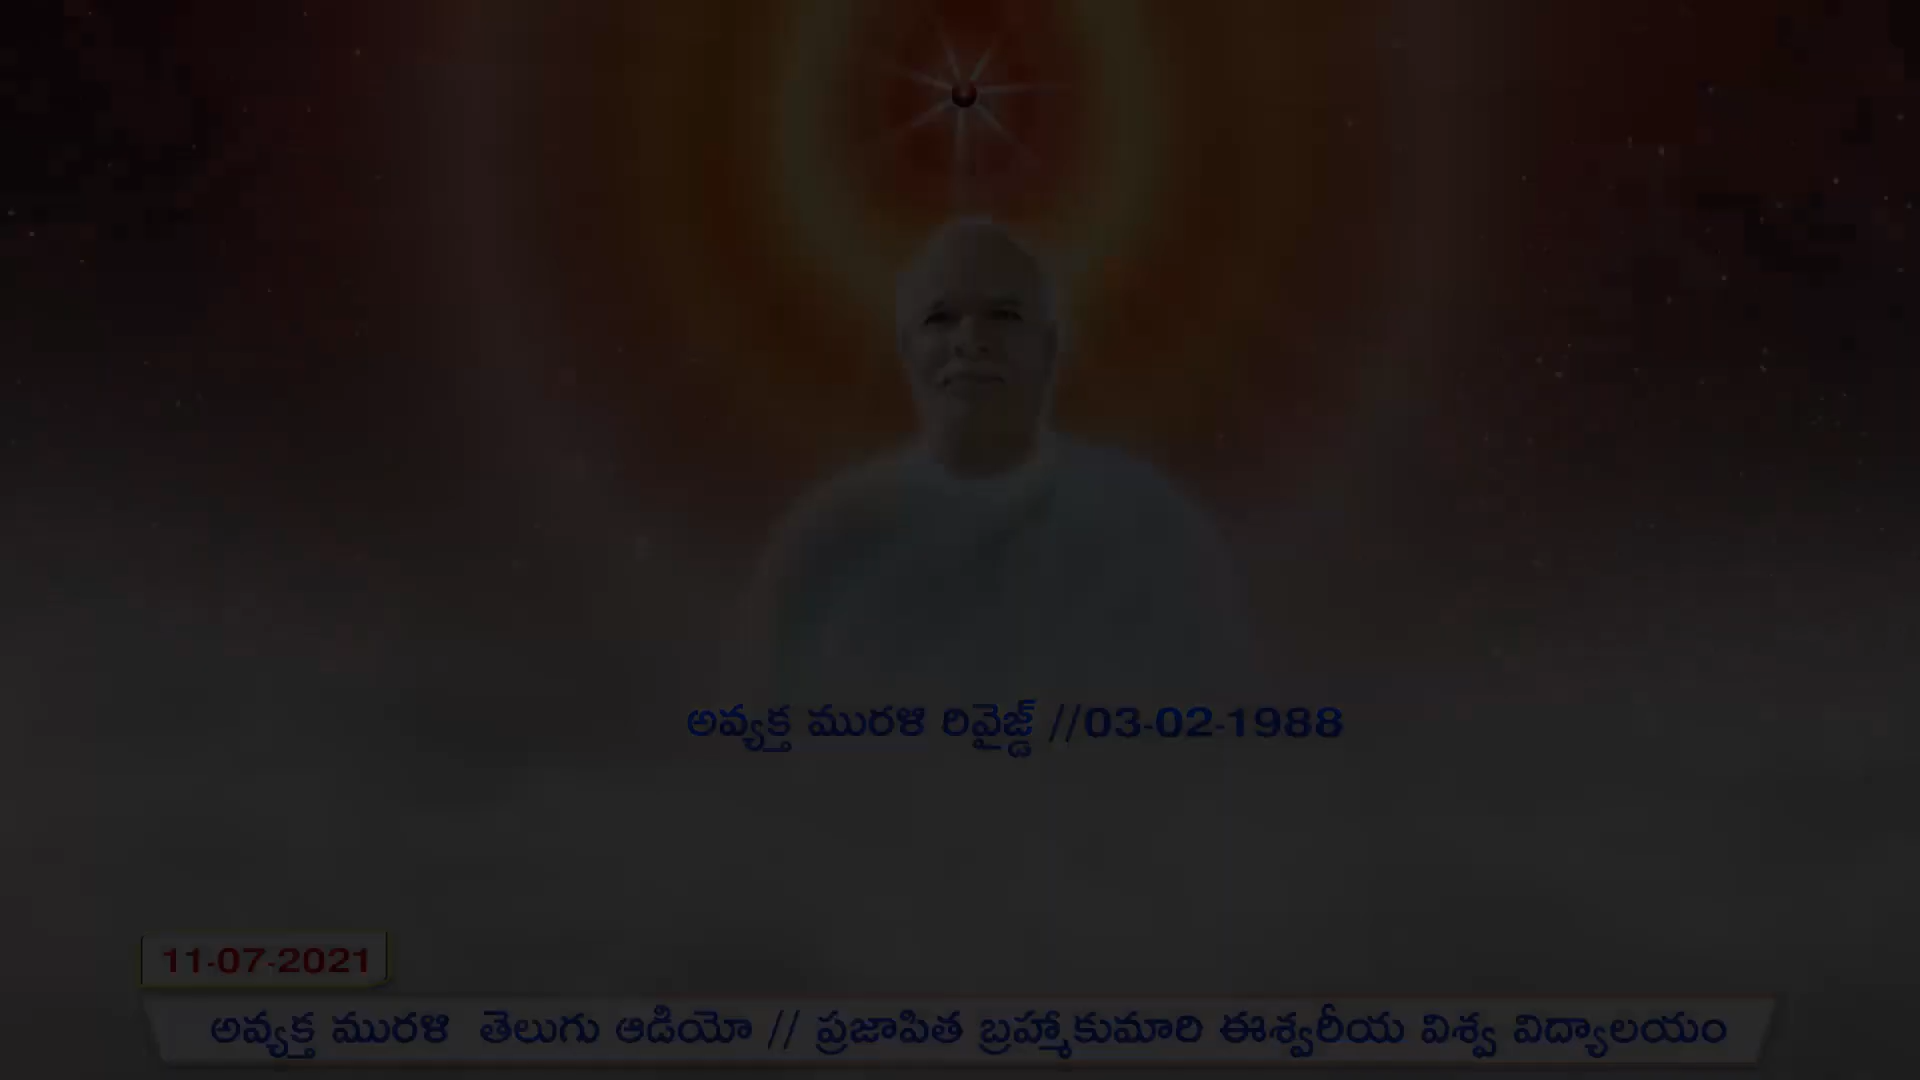 అవ్యక్త మురళి రివైజ్డ్ //03-02-1988
11-07-2021
అవ్యక్త మురళి తెలుగు ఆడియో // ప్రజాపిత బ్రహ్మాకుమారి ఈశ్వరీయ విశ్వ విద్యాలయం